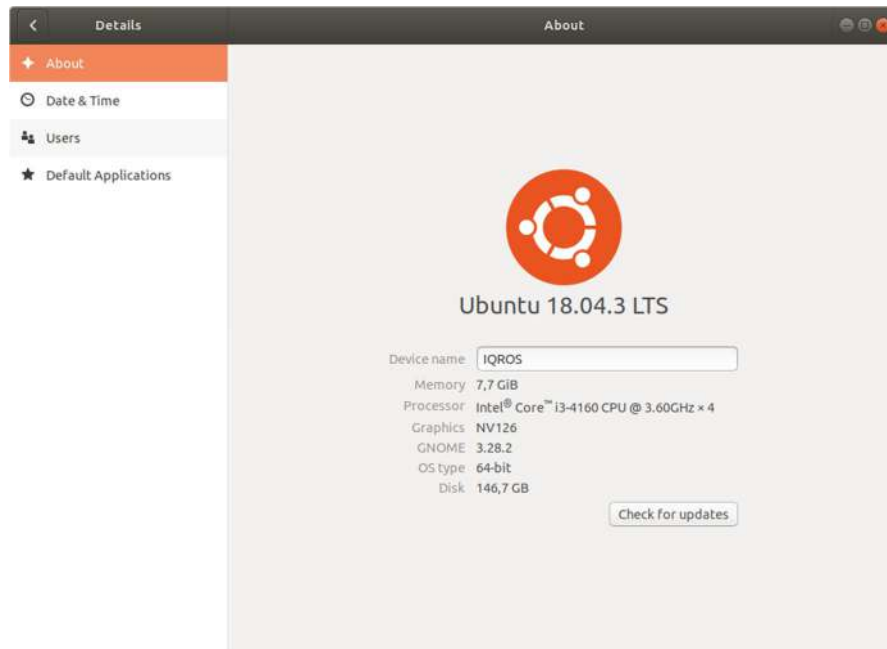 Details
About
About
Date & Time
Users
Default Applications
Ubuntu 18.04.3 LTS
Device name IQROS
Memory 7,7 GiB
Processor Intel® Core™ i3-4160 CPU @ 3.60GHz × 4
Graphics NV126
GNOME 3.28.2
OS type 64-bit
Disk 146,7 GB
Check for updates